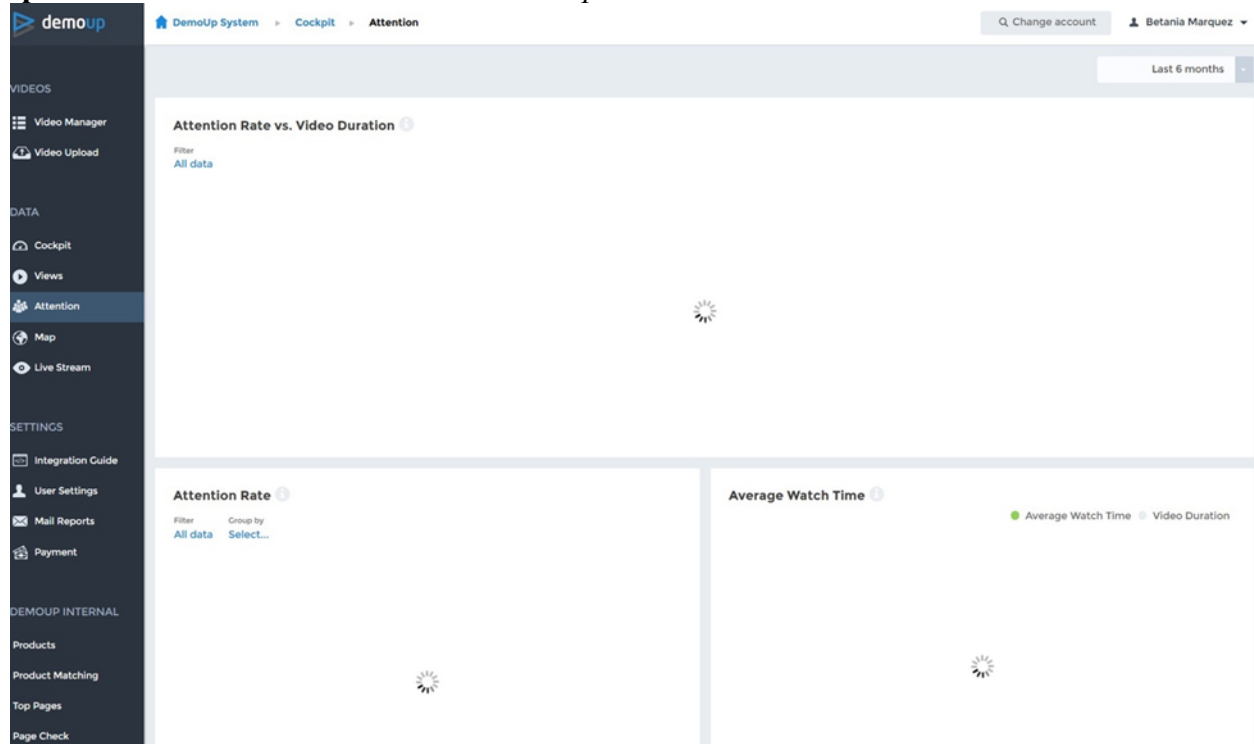 demoup
DemoUp System
Cockpit
Attention
Change account
Betania Marquez
Last 6 months
VIDEOS
Video Manager
Video Upload
DATA
Cockpit
Views
Attention
Map
Live Stream
SETTINGS
Integration Guide
User Settings
Mail Reports
Payment
DEMOUP INTERNAL
Products
Product Matching
Top Pages
Page Check
Attention Rate vs. Video Duration
Filter
All data
Attention Rate
Filter Group by
All data Select...
Average Watch Time
Average Watch Time Video Duration